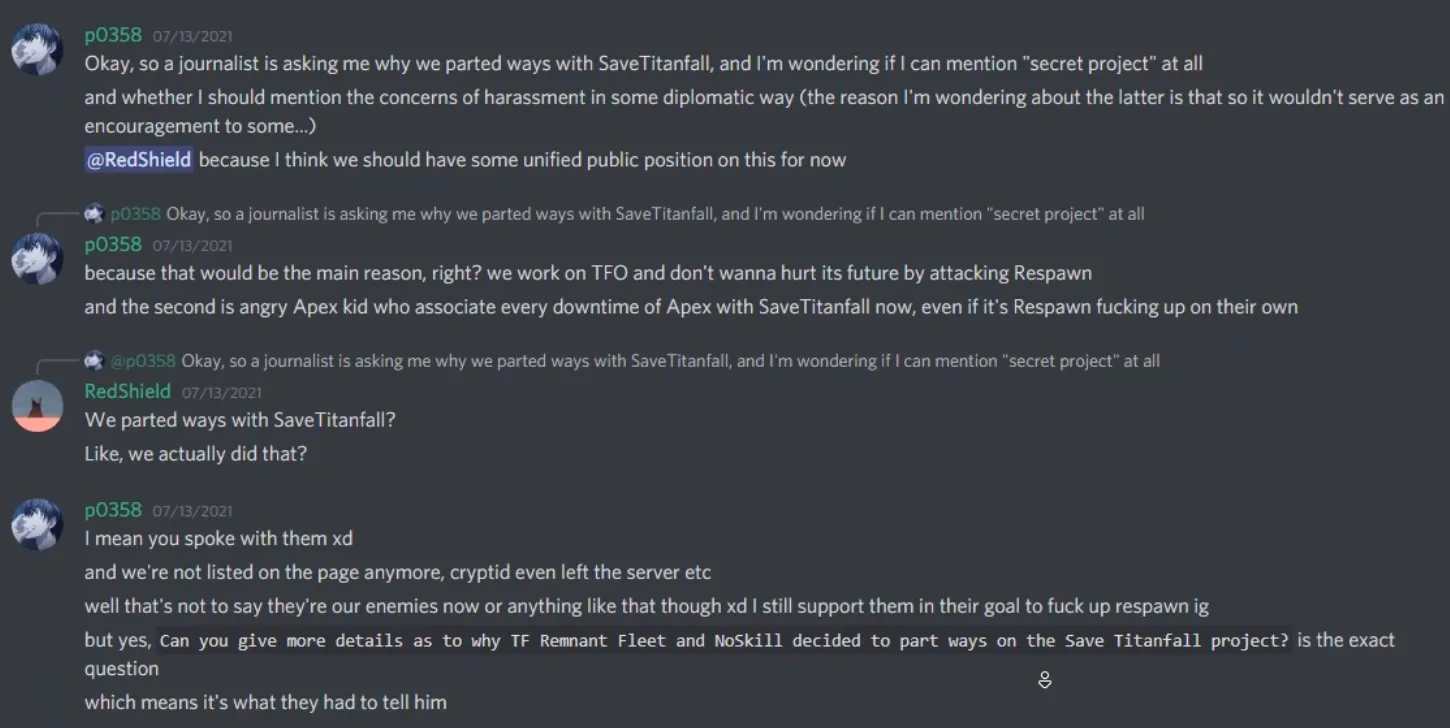 p0358 07/13/2021
Okay, so a journalist is asking me why we parted ways with SaveTitanfall, and I'm wondering if I can mention "secret project" at all
and whether I should mention the concerns of harassment in some diplomatic way (the reason I'm wondering about the latter is that so it wouldn't serve as an
encouragement to some...)
@RedShield because I think we should have some unified public position on this for now
p0358 Okay, so a journalist is asking me why we parted ways with SaveTitanfall, and I'm wondering if I can mention "secret project" at all
p0358 07/13/2021
because that would be the main reason, right? we work on TFO and don't wanna hurt its future by attacking Respawn
and the second is angry Apex kid who associate every downtime of Apex with SaveTitanfall now, even if it's Respawn fucking up on their own
@p0358 Okay, so a journalist is asking me why we parted ways with SaveTitanfall, and I'm wondering if I can mention "secret project" at all
RedShield 07/13/2021
We parted ways with SaveTitanfall?
Like, we actually did that?
p0358 07/13/2021
I mean you spoke with them xd
and we're not listed on the page anymore, cryptid even left the server etc
well that's not to say they're our enemies now or anything like that though xd I still support them in their goal to fuck up respawn ig
but yes, Can you give more details as to why TF Remnant Fleet and NoSkill decided to part ways on the Save Titanfall project? is the exact
question
which means it's what they had to tell him